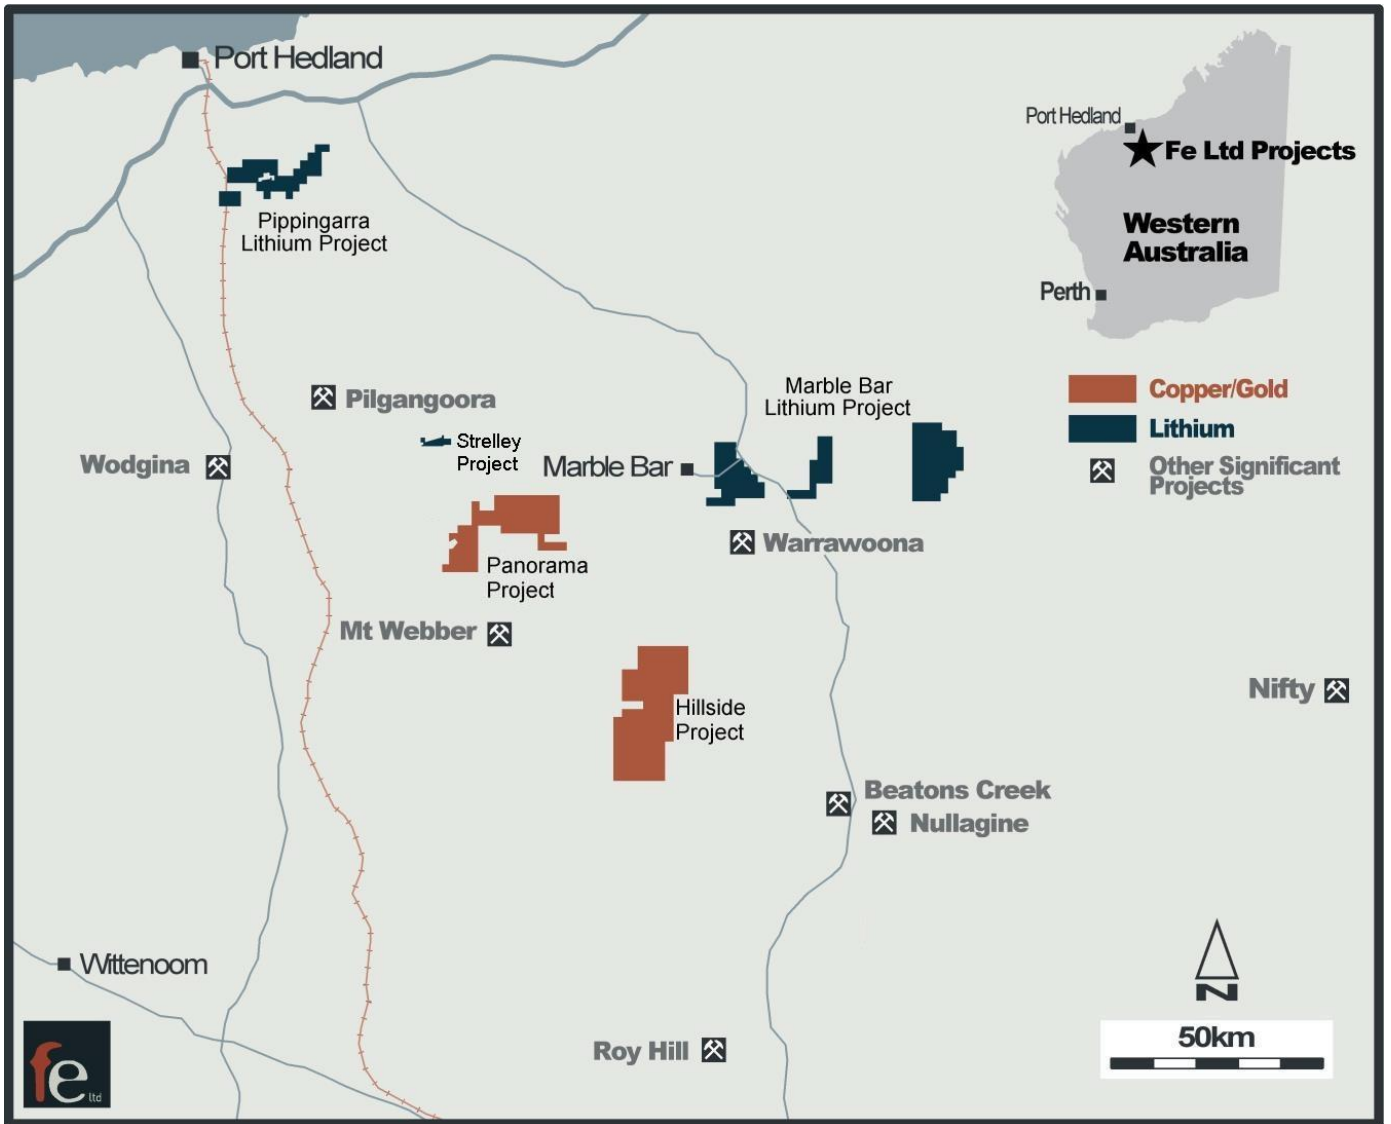 Port Hedland
Port Hedland
Fe Ltd Projects
Western
Australia
Perth
Pippingarra
Lithium Project
Copper/Gold
Lithium
Other Significant
Projects
Pilgangoora
Marble Bar
Lithium Project
Strelley
Project
Wodgina
Marble Bar
Warrawoona
Panorama
Project
Mt Webber
Hillside
Project
Nifty
Beatons Creek
Nullagine
Wittenoom
N
50km
Roy Hill
fe
ltd